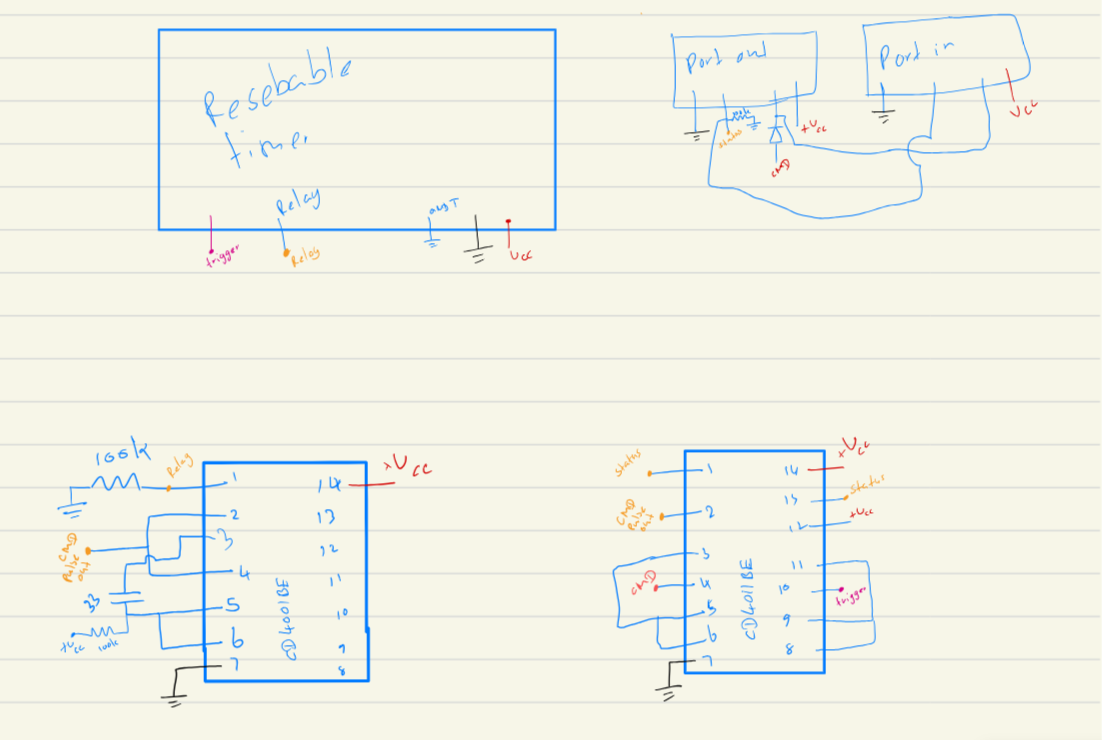 Resebable
timer
Relay
trigger
Relay
OUT
Vcc
Port out
Port in
100k
status
+Vcc
CMD
Vcc
100k
Relay
CMD
Pulse
out
33
+Vcc
100k
1
2
3
4
5
6
7
CD4001BE
14
13
12
11
10
9
8
+Vcc
Status
CMD
Pulse
out
CMD
1
2
3
4
5
6
7
CD4011BE
14
13
12
11
10
9
8
+Vcc
Status
+Vcc
trigger